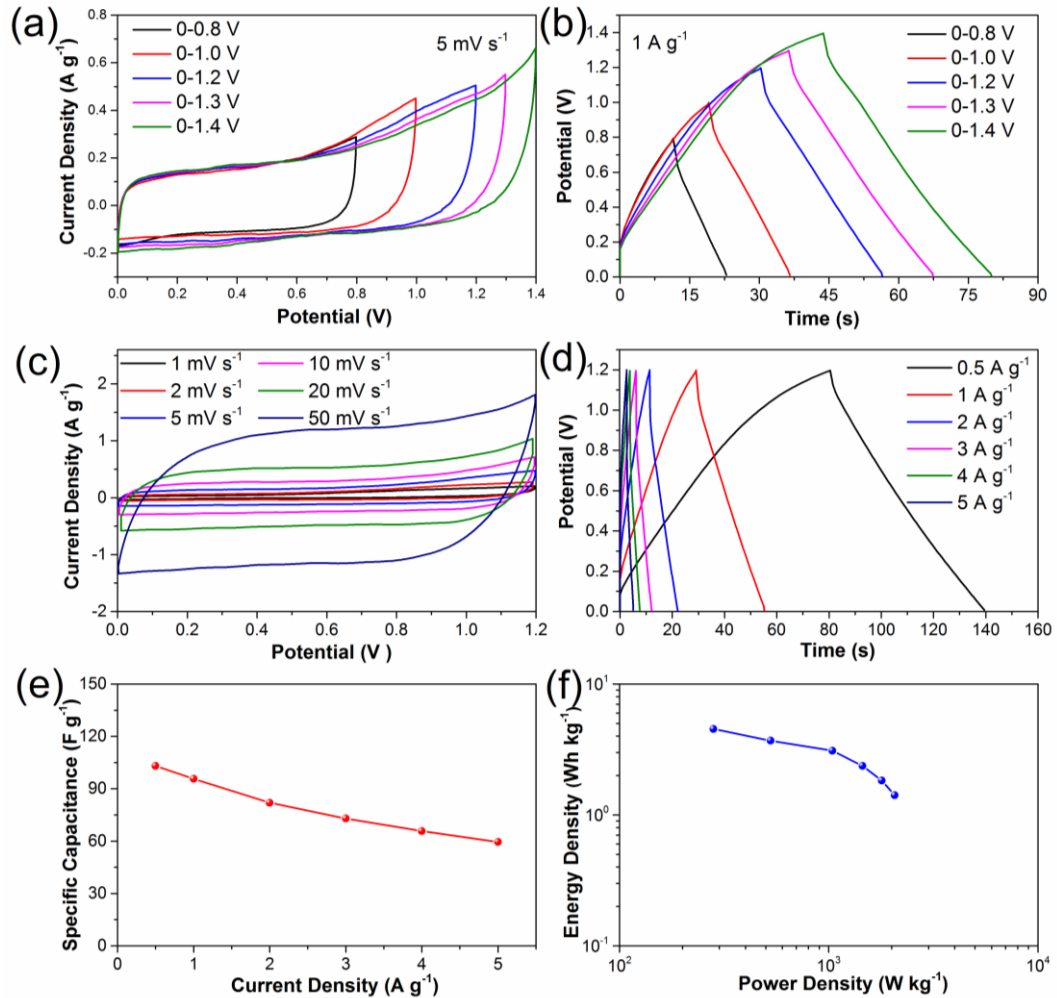 (a)
5 mV s⁻¹
0-0.8 V
0-1.0 V
0-1.2 V
0-1.3 V
0-1.4 V
0.8
0.6
0.4
0.2
0.0
-0.2
0.0 0.2 0.4 0.6 0.8 1.0 1.2 1.4
Current Density (A g⁻¹)
Potential (V)
(b)
1 A g⁻¹
0-0.8 V
0-1.0 V
0-1.2 V
0-1.3 V
0-1.4 V
1.4
1.2
1.0
0.8
0.6
0.4
0.2
0.0
0 15 30 45 60 75 90
Potential (V)
Time (s)
(c)
1 mV s⁻¹ 10 mV s⁻¹
2 mV s⁻¹ 20 mV s⁻¹
5 mV s⁻¹ 50 mV s⁻¹
2
1
0
-1
-2
0.0 0.2 0.4 0.6 0.8 1.0 1.2
Current Density (A g⁻¹)
Potential (V )
(d)
0.5 A g⁻¹
1 A g⁻¹
2 A g⁻¹
3 A g⁻¹
4 A g⁻¹
5 A g⁻¹
1.2
1.0
0.8
0.6
0.4
0.2
0.0
0 20 40 60 80 100 120 140 160
Potential (V)
Time (s)
(e)
150
120
90
60
30
0
0 1 2 3 4 5
Specific Capacitance (F g⁻¹)
Current Density (A g⁻¹)
(f)
10¹
10⁰
10⁻¹
10² 10³ 10⁴
Energy Density (Wh kg⁻¹)
Power Density (W kg⁻¹)